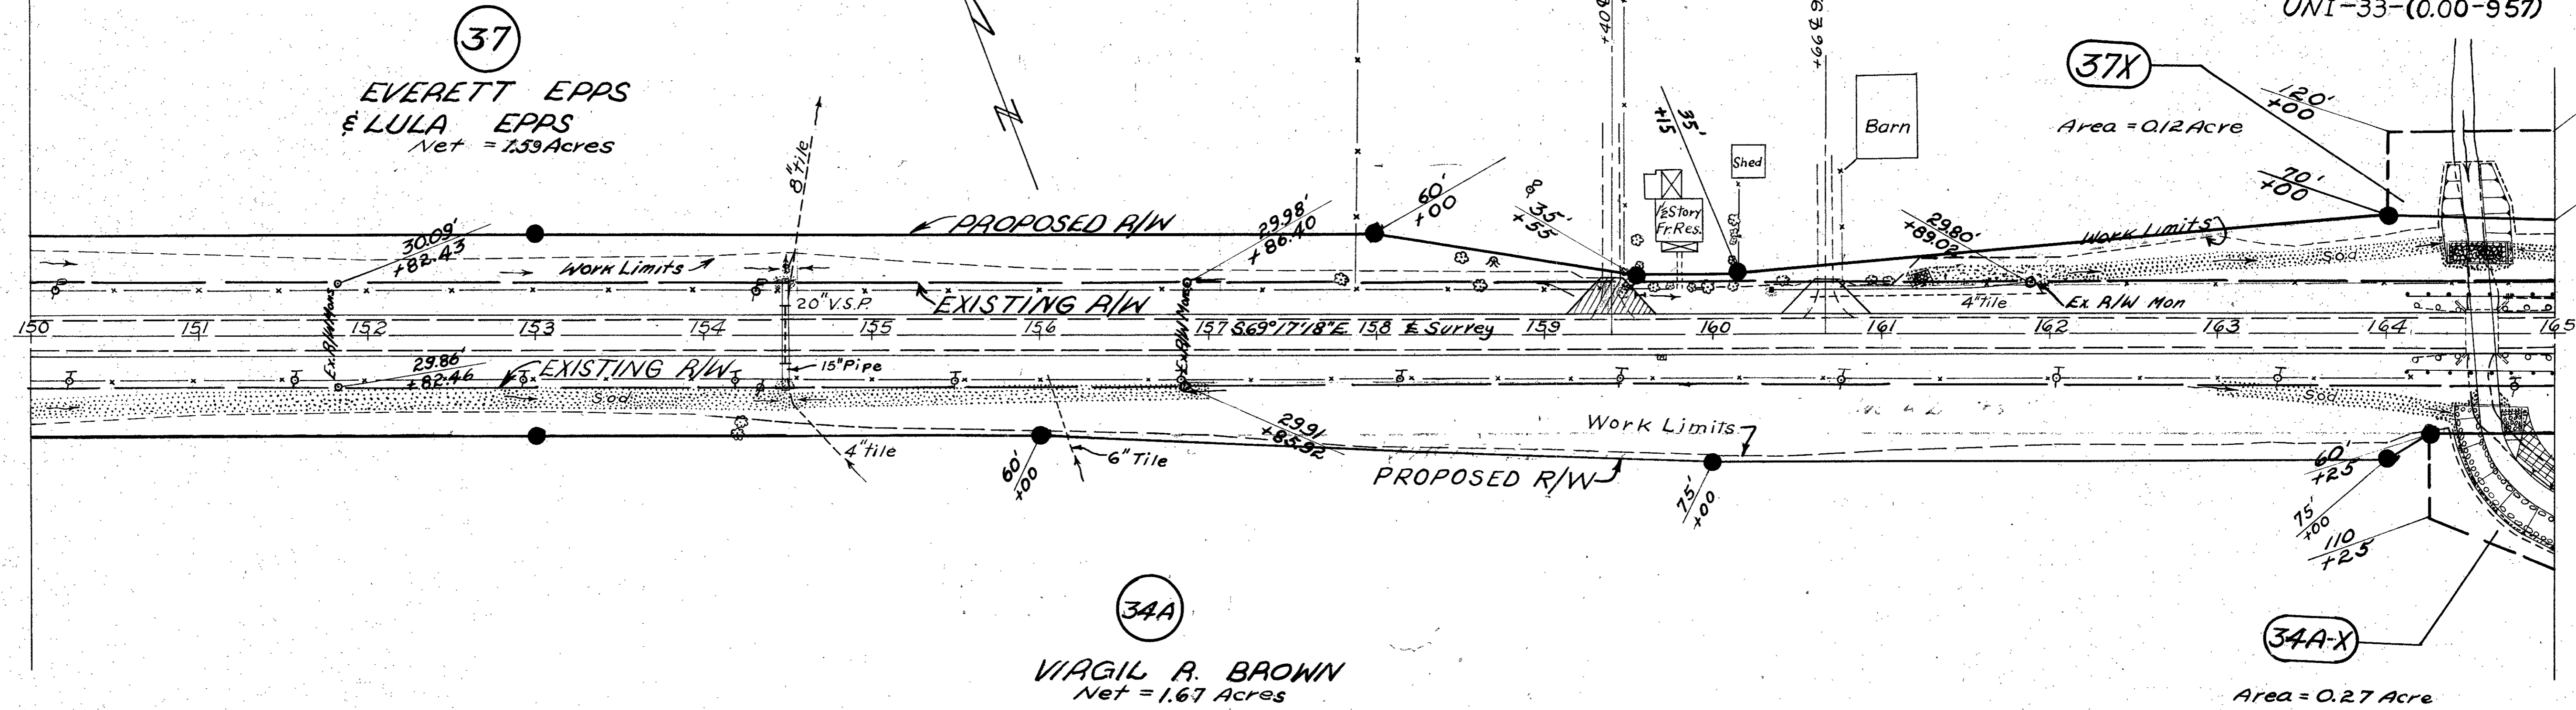 UNI-33-(0.00-957)
37
EVERETT EPPS
& LULA EPPS
Net = 1.59 Acres
8" tile
N
+40
+66
Barn
Shed
1½ Story
Fr. Res.
35'
+15
37X
Area = 0.12 Acre
120'
+00
70'
+00
30.09'
+82.43
PROPOSED R/W
29.98'
+86.40
60'
+00
35'
+55
29.80'
+89.02
Work Limits
Work Limits
Sod
20" V.S.P.
EXISTING R/W
4" tile
Ex. R/W Mon
Ex. R/W Mons
Ex. R/W Mons
150 151 152 153 154 155 156 157 S69°17'18"E. 158 ℄ Survey 159 160 161 162 163 164 165
29.86'
+82.46
EXISTING R/W
15" Pipe
Sod
Sod
4" tile
60'
+00
6" Tile
29.91
+85.92
Work Limits
PROPOSED R/W
75'
+00
60'
+25
75'
+00
110
+25
34A
VIRGIL R. BROWN
Net = 1.67 Acres
34A-X
Area = 0.27 Acre